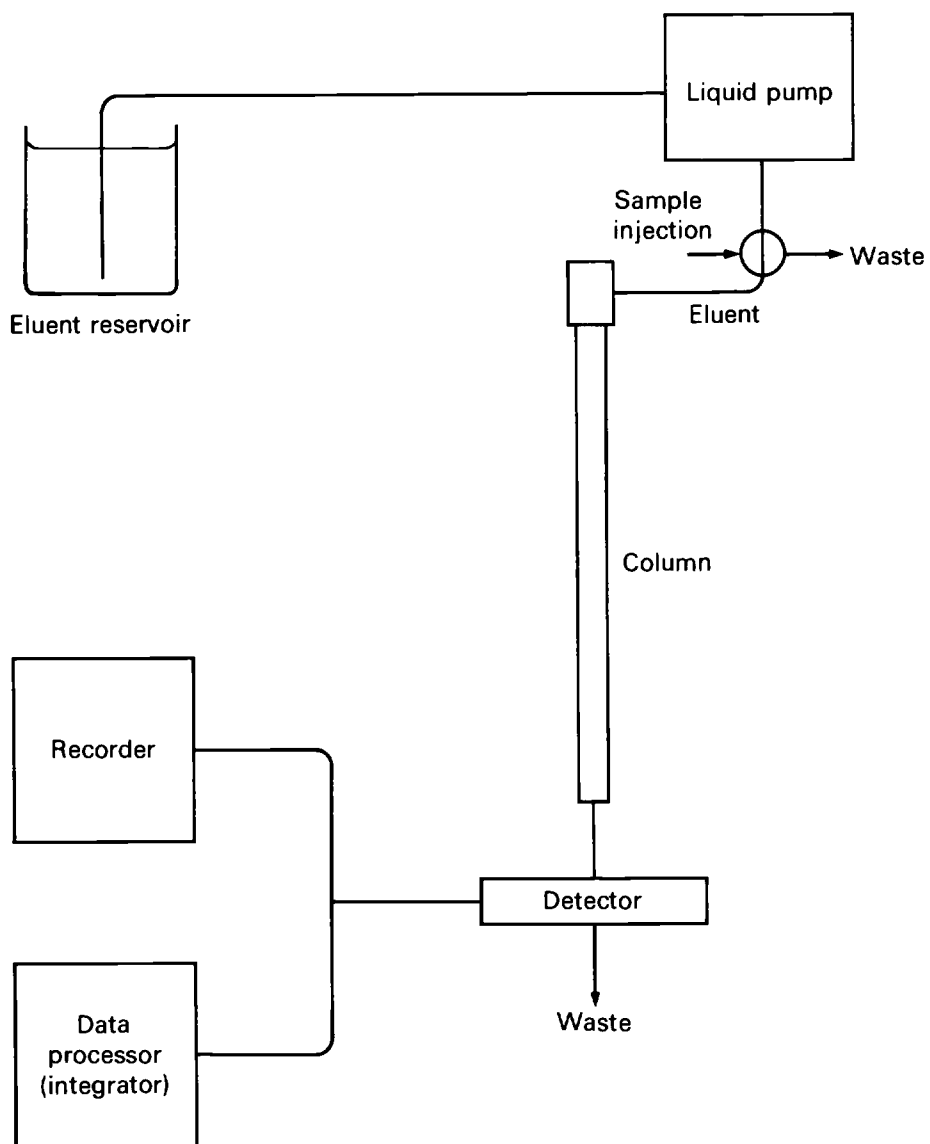 Liquid pump
Sample
injection
Waste
Eluent reservoir
Eluent
Column
Recorder
Detector
Waste
Data
processor
(integrator)